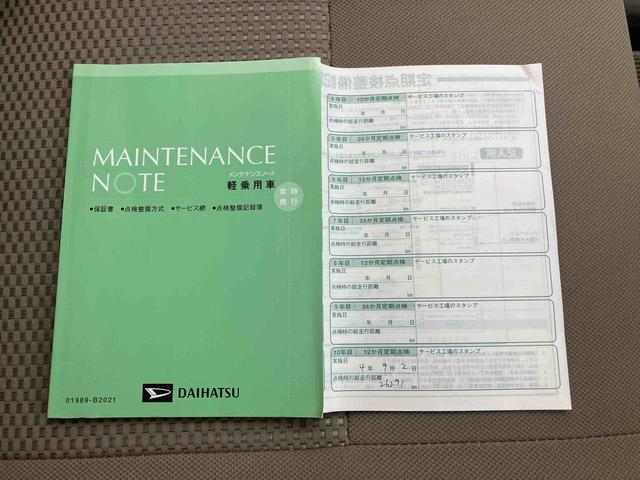 MAINTENANCE
NOTE
メンテナンスノート
軽乗用車
常時
携行
●保証書 ●点検整備方式 ●サービス網 ●点検整備記録簿
DAIHATSU
01989-B2021
4年目 12か月定期点検 サービス工場のスタンプ
実施日
年 月 日
点検時の総走行距離
km
5年目 24か月定期点検 サービス工場のスタンプ
実施日
年 月 日
点検時の総走行距離
km
6年目 12か月定期点検 サービス工場のスタンプ
実施日
年 月 日
点検時の総走行距離
km
7年目 24か月定期点検 サービス工場のスタンプ
実施日
年 月 日
点検時の総走行距離
km
8年目 12か月定期点検 サービス工場のスタンプ
実施日
年 月 日
点検時の総走行距離
km
9年目 24か月定期点検 サービス工場のスタンプ
実施日
年 月 日
点検時の総走行距離
km
10年目 12か月定期点検 サービス工場のスタンプ
実施日
4年 9月 2日
点検時の総走行距離
26291 km